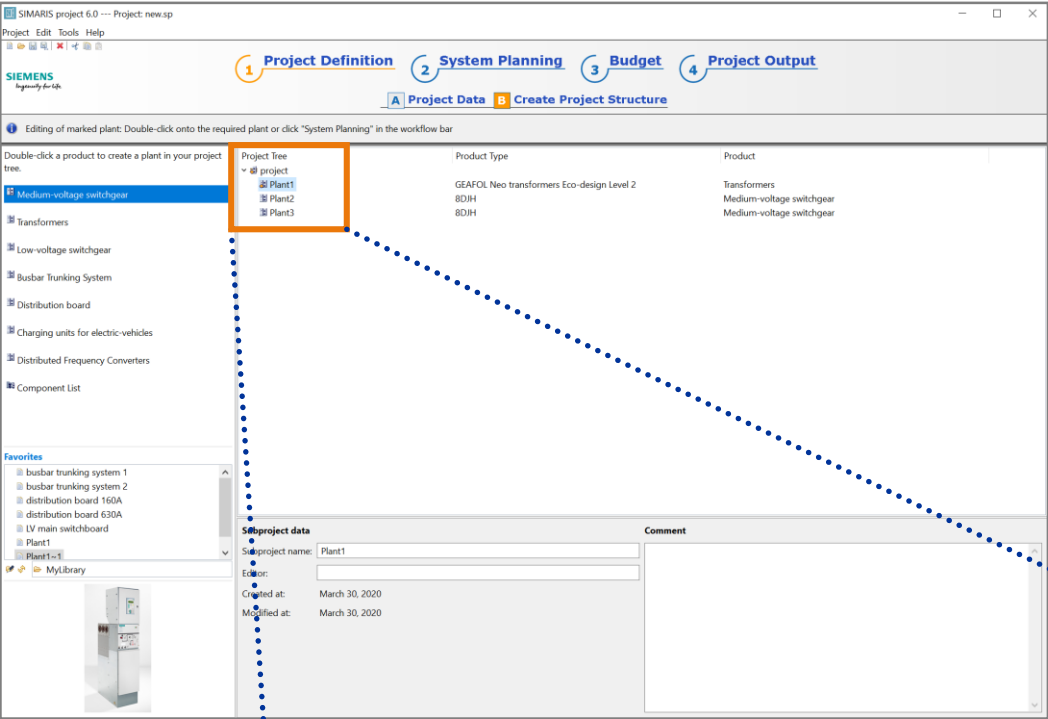 SIMARIS project 6.0 --- Project: new.sp
Project Edit Tools Help
SIEMENS
Ingenuity for life
1 Project Definition 2 System Planning 3 Budget 4 Project Output
A Project Data B Create Project Structure
Editing of marked plant: Double-click onto the required plant or click "System Planning" in the workflow bar
Double-click a product to create a plant in your project
tree.
Medium-voltage switchgear
Transformers
Low-voltage switchgear
Busbar Trunking System
Distribution board
Charging units for electric-vehicles
Distributed Frequency Converters
Component List
Project Tree Product Type Product
project
Plant1 GEAFOL Neo transformers Eco-design Level 2 Transformers
Plant2 8DJH Medium-voltage switchgear
Plant3 8DJH Medium-voltage switchgear
Favorites
busbar trunking system 1
busbar trunking system 2
distribution board 160A
distribution board 630A
LV main switchboard
Plant1
Plant1~1
MyLibrary
Subproject data
Subproject name: Plant1
Editor:
Created at: March 30, 2020
Modified at: March 30, 2020
Comment